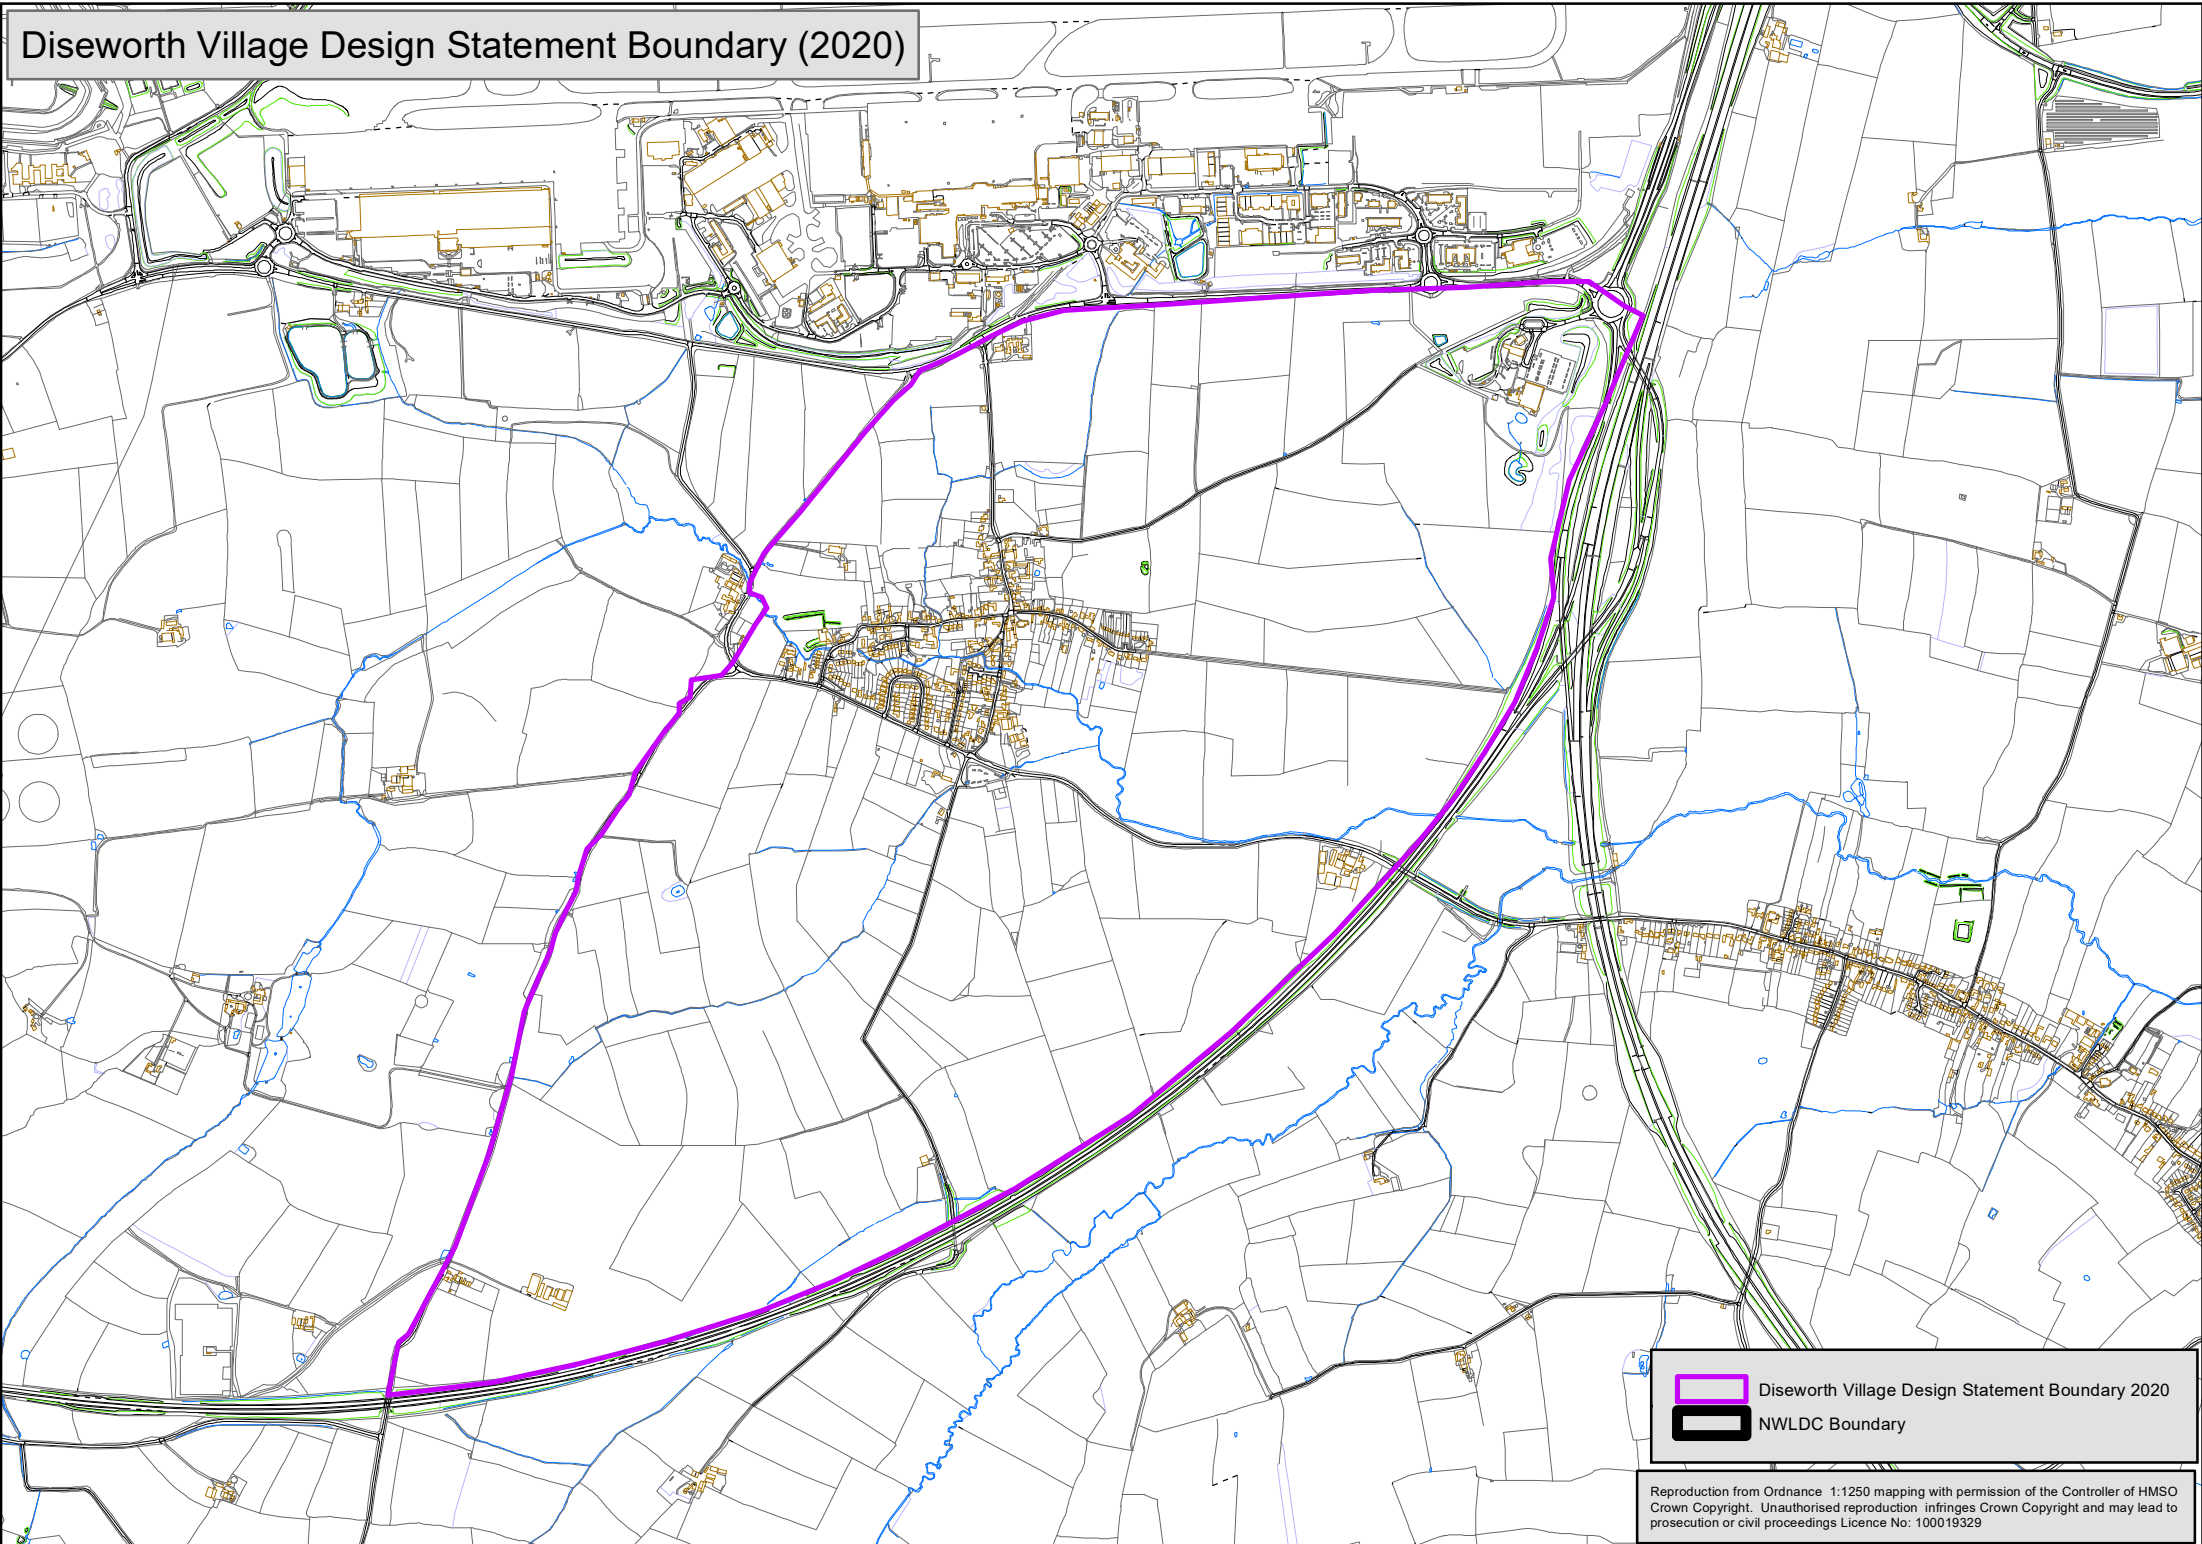 Diseworth Village Design Statement Boundary (2020)
Diseworth Village Design Statement Boundary 2020
NWLDC Boundary
Reproduction from Ordnance 1:1250 mapping with permission of the Controller of HMSO
Crown Copyright. Unauthorised reproduction infringes Crown Copyright and may lead to
prosecution or civil proceedings Licence No: 100019329